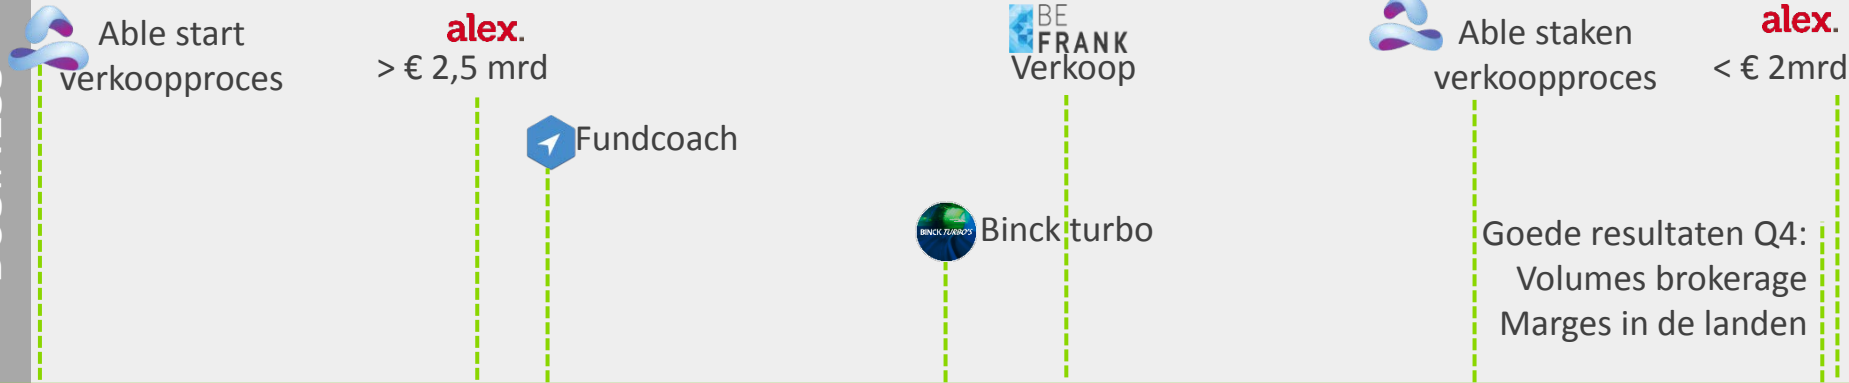 Able start
verkoopproces
alex.
> € 2,5 mrd
Fundcoach
BINCK TURBO'S
Binck turbo
BE
FRANK
Verkoop
Able staken
verkoopproces
alex.
< € 2mrd
Goede resultaten Q4:
Volumes brokerage
Marges in de landen